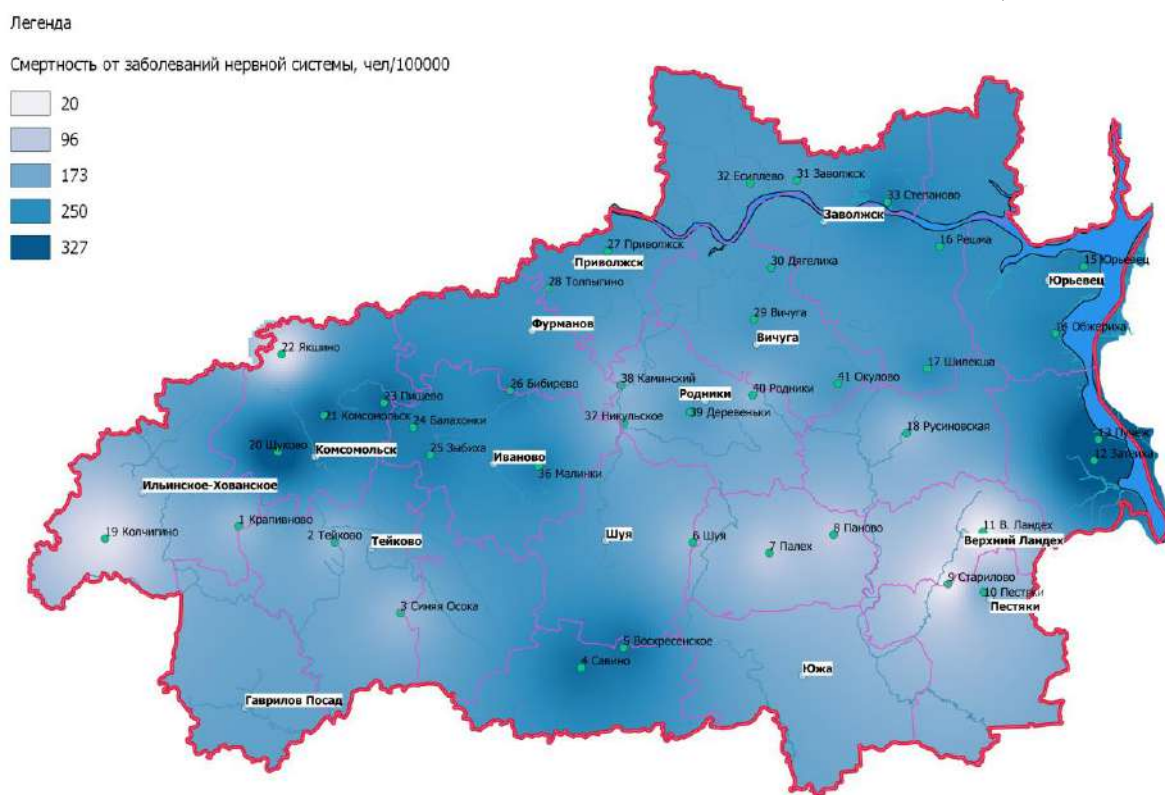 Легенда
Смертность от заболеваний нервной системы, чел/100000
20
96
173
250
327
32 Есиплево
31 Заволжск
33 Степаново
Заволжск
27 Приволжск
Приволжск
16 Решма
30 Дягелиха
15 Юрьевец
Юрьевец
28 Толпыгино
Фурманов
29 Вичуга
Вичуга
14 Обжериха
22 Якшино
17 Шилекша
26 Бибирево
38 Каминский
41 Окулово
40 Родники
Родники
23 Пищево
21 Комсомольск
39 Деревеньки
24 Балахонки
37 Никульское
18 Русиновская
13 Пучеж
20 Щуково
Комсомольск
25 Зыбиха
Иваново
12 Затеиха
36 Малинки
Ильинское-Хованское
1 Крапивново
11 В. Ландех
Верхний Ландех
19 Колчигино
2 Тейково
Тейково
Шуя
6 Шуя
8 Паново
7 Палех
9 Старилово
10 Пестяки
Пестяки
3 Синяя Осока
5 Воскресенское
4 Савино
Южа
Гаврилов Посад